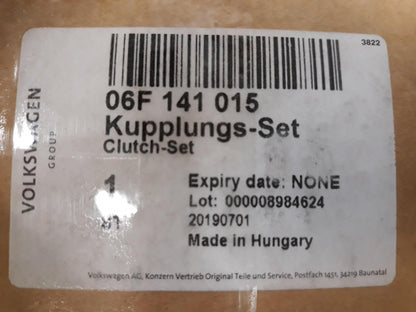 3822
06F 141 015
Kupplungs-Set
Clutch-Set
VOLKSWAGEN
GROUP
1
Expiry date: NONE
Lot: 000008984624
20190701
Made in Hungary
Volkswagen AG, Konzern Vertrieb Original Teile und Service, Postfach 1451, 34219 Baunatal